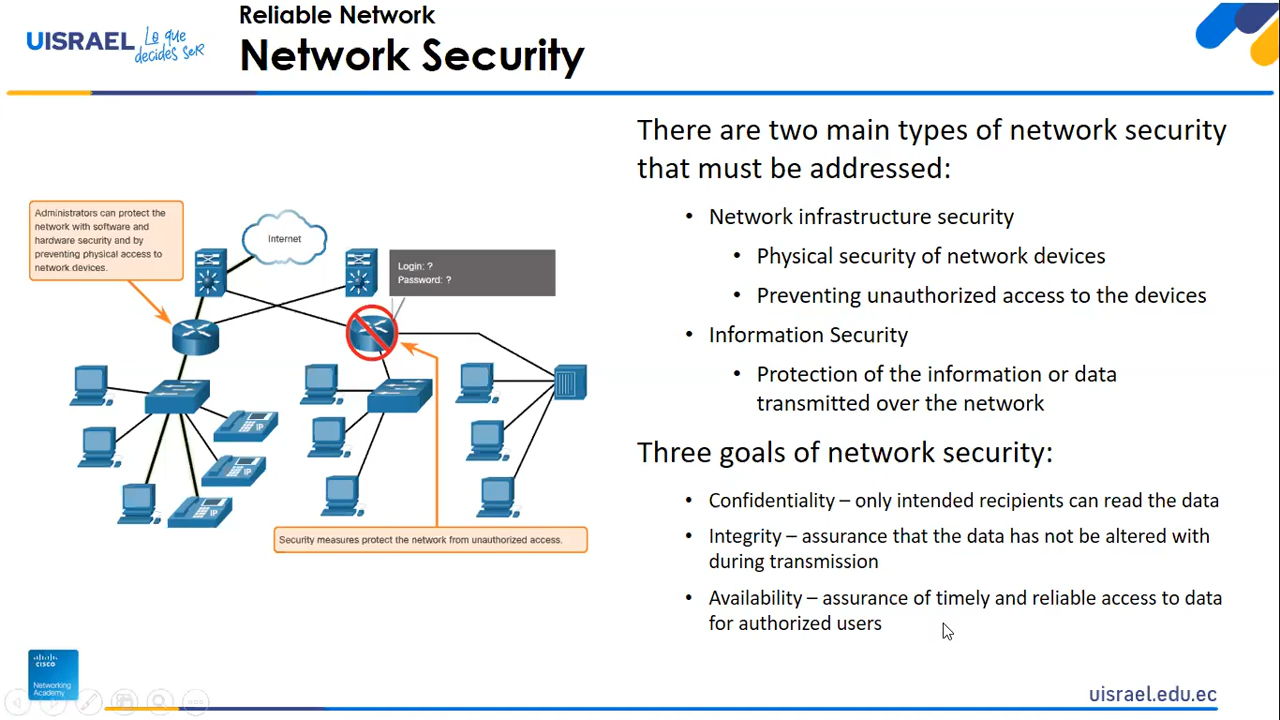 Reliable Network
UISRAEL Lo que
decides seR
Network Security
There are two main types of network security
that must be addressed:
• Network infrastructure security
• Physical security of network devices
• Preventing unauthorized access to the devices
• Information Security
• Protection of the information or data
transmitted over the network
Three goals of network security:
• Confidentiality – only intended recipients can read the data
• Integrity – assurance that the data has not be altered with
during transmission
• Availability – assurance of timely and reliable access to data
for authorized users
Administrators can protect the
network with software and
hardware security and by
preventing physical access to
network devices.
Internet
Login: ?
Password: ?
IP
IP
IP
Security measures protect the network from unauthorized access.
CISCO
Networking
Academy
uisrael.edu.ec